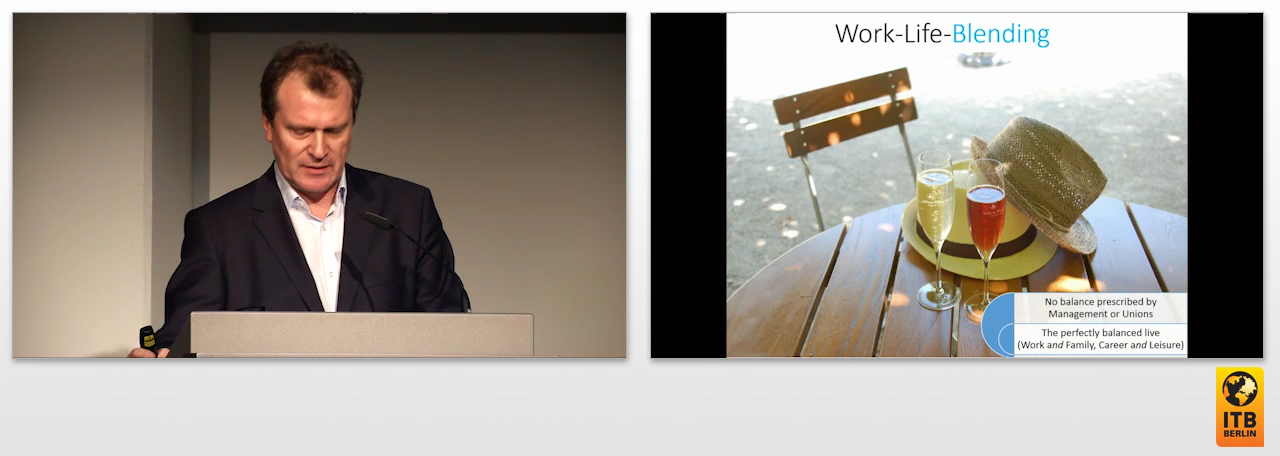 Work-Life-Blending
No balance prescribed by
Management or Unions
The perfectly balanced live
(Work and Family, Career and Leisure)
ITB
BERLIN